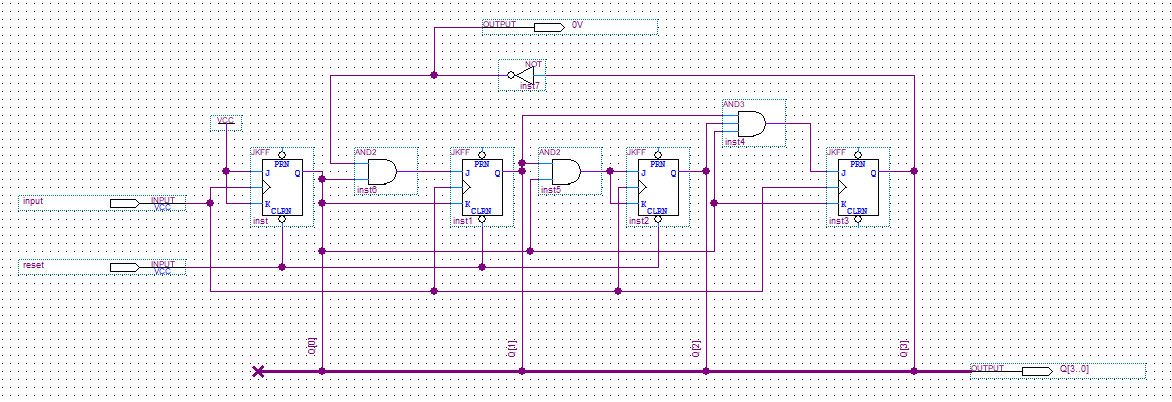 OUTPUT 0V
NOT
inst7
VCC
AND3
inst4
JKFF
PRN
J Q
K
CLRN
inst
AND2
inst6
JKFF
PRN
J Q
K
CLRN
inst1
AND2
inst5
JKFF
PRN
J Q
K
CLRN
inst2
JKFF
PRN
J Q
K
CLRN
inst3
input INPUT
VCC
reset INPUT
VCC
Q[0]
Q[1]
Q[2]
Q[3]
OUTPUT Q[3..0]